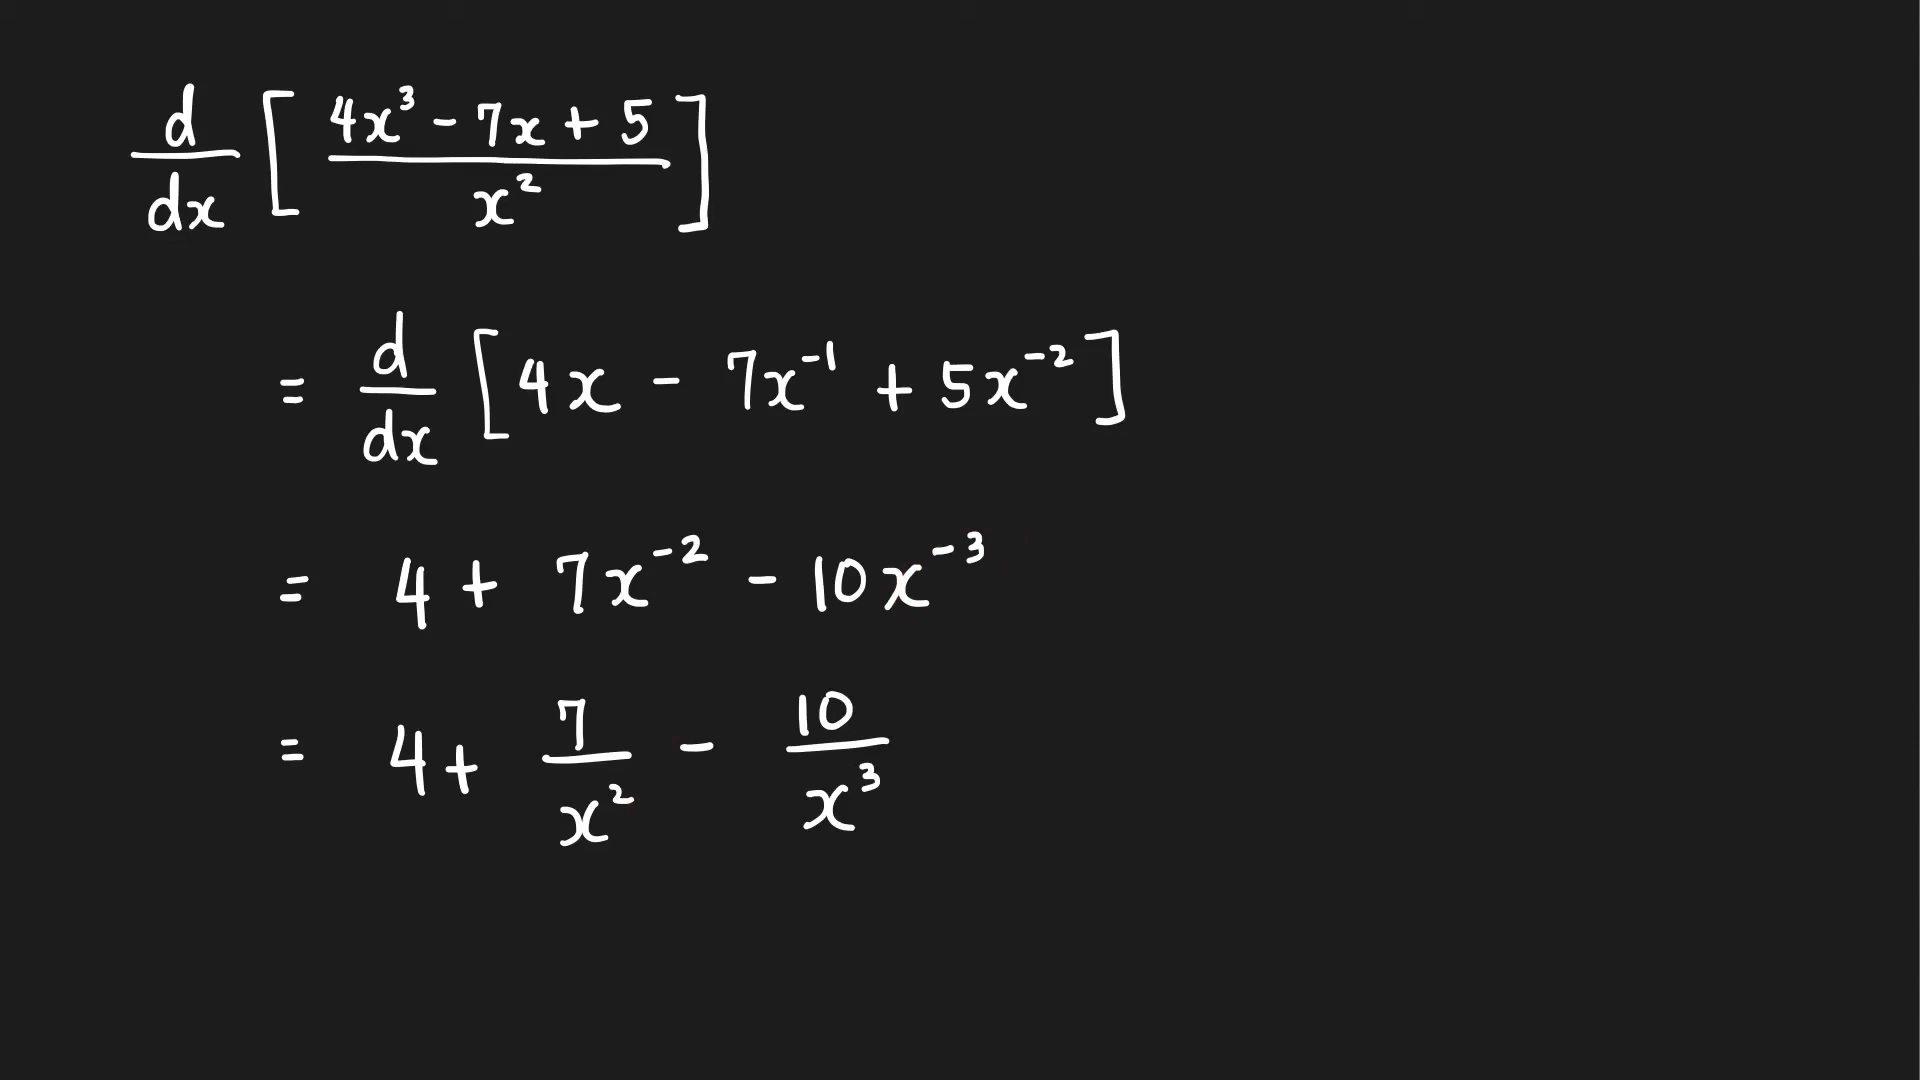 d/dx [ (4x³ - 7x + 5) / x² ]
= d/dx [ 4x - 7x⁻¹ + 5x⁻² ]
= 4 + 7x⁻² - 10x⁻³
= 4 + 7/x² - 10/x³